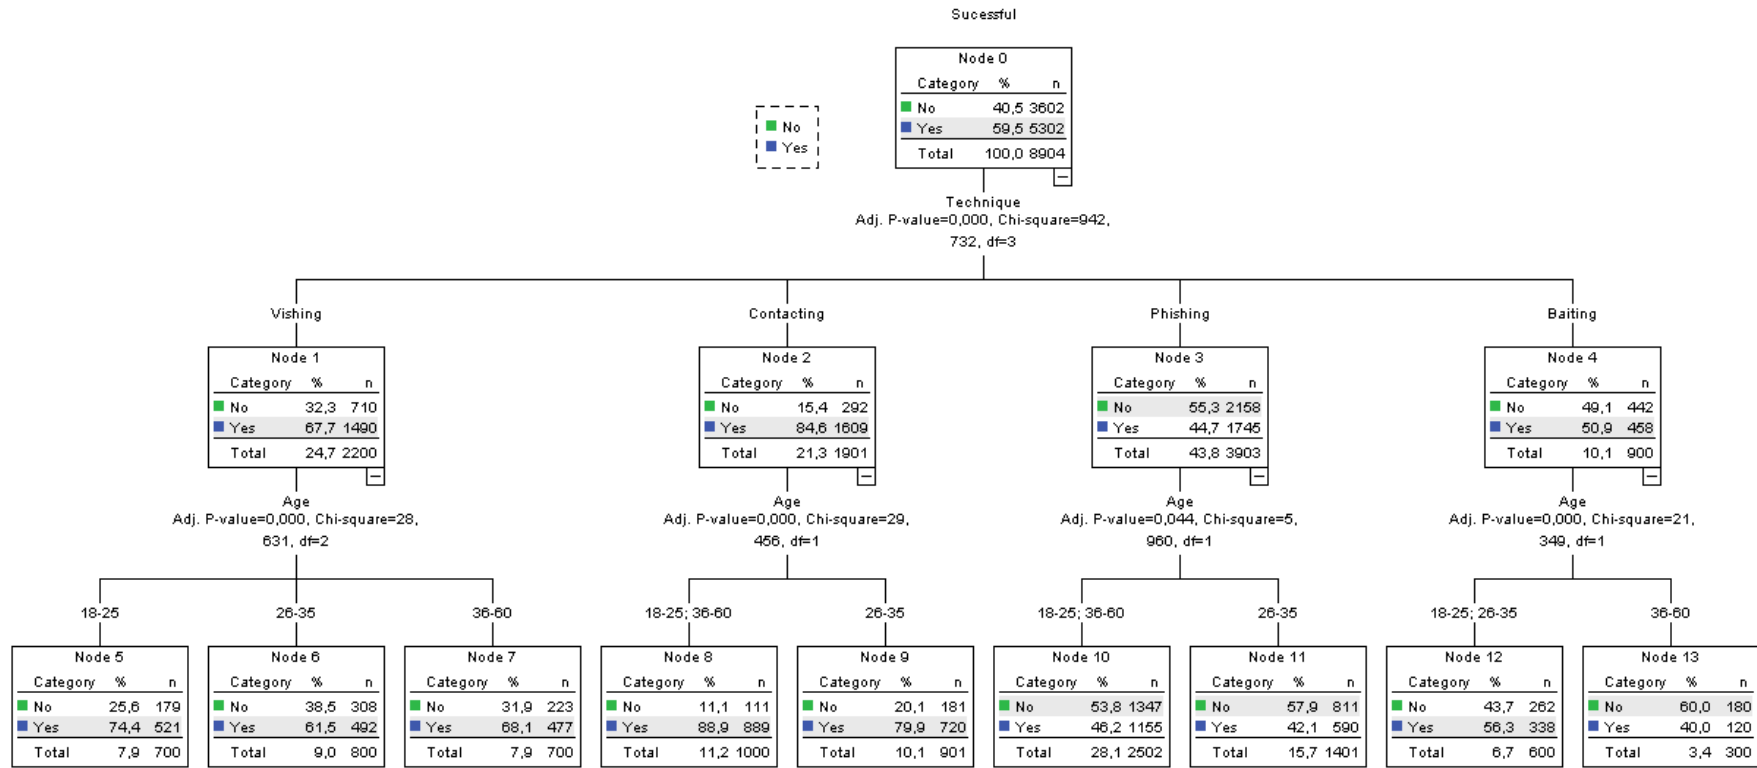 Sucessful
Node 0
Category % n
No 40,5 3602
Yes 59,5 5302
Total 100,0 8904
No
Yes
Technique
Adj. P-value=0,000, Chi-square=942,
732, df=3
Vishing
Contacting
Phishing
Baiting
Node 1
Category % n
No 32,3 710
Yes 67,7 1490
Total 24,7 2200
Node 2
Category % n
No 15,4 292
Yes 84,6 1609
Total 21,3 1901
Node 3
Category % n
No 55,3 2158
Yes 44,7 1745
Total 43,8 3903
Node 4
Category % n
No 49,1 442
Yes 50,9 458
Total 10,1 900
Age
Adj. P-value=0,000, Chi-square=28,
631, df=2
Age
Adj. P-value=0,000, Chi-square=29,
456, df=1
Age
Adj. P-value=0,044, Chi-square=5,
960, df=1
Age
Adj. P-value=0,000, Chi-square=21,
349, df=1
18-25
26-35
36-60
18-25; 36-60
26-35
18-25; 36-60
26-35
18-25; 26-35
36-60
Node 5
Category % n
No 25,6 179
Yes 74,4 521
Total 7,9 700
Node 6
Category % n
No 38,5 308
Yes 61,5 492
Total 9,0 800
Node 7
Category % n
No 31,9 223
Yes 68,1 477
Total 7,9 700
Node 8
Category % n
No 11,1 111
Yes 88,9 889
Total 11,2 1000
Node 9
Category % n
No 20,1 181
Yes 79,9 720
Total 10,1 901
Node 10
Category % n
No 53,8 1347
Yes 46,2 1155
Total 28,1 2502
Node 11
Category % n
No 57,9 811
Yes 42,1 590
Total 15,7 1401
Node 12
Category % n
No 43,7 262
Yes 56,3 338
Total 6,7 600
Node 13
Category % n
No 60,0 180
Yes 40,0 120
Total 3,4 300